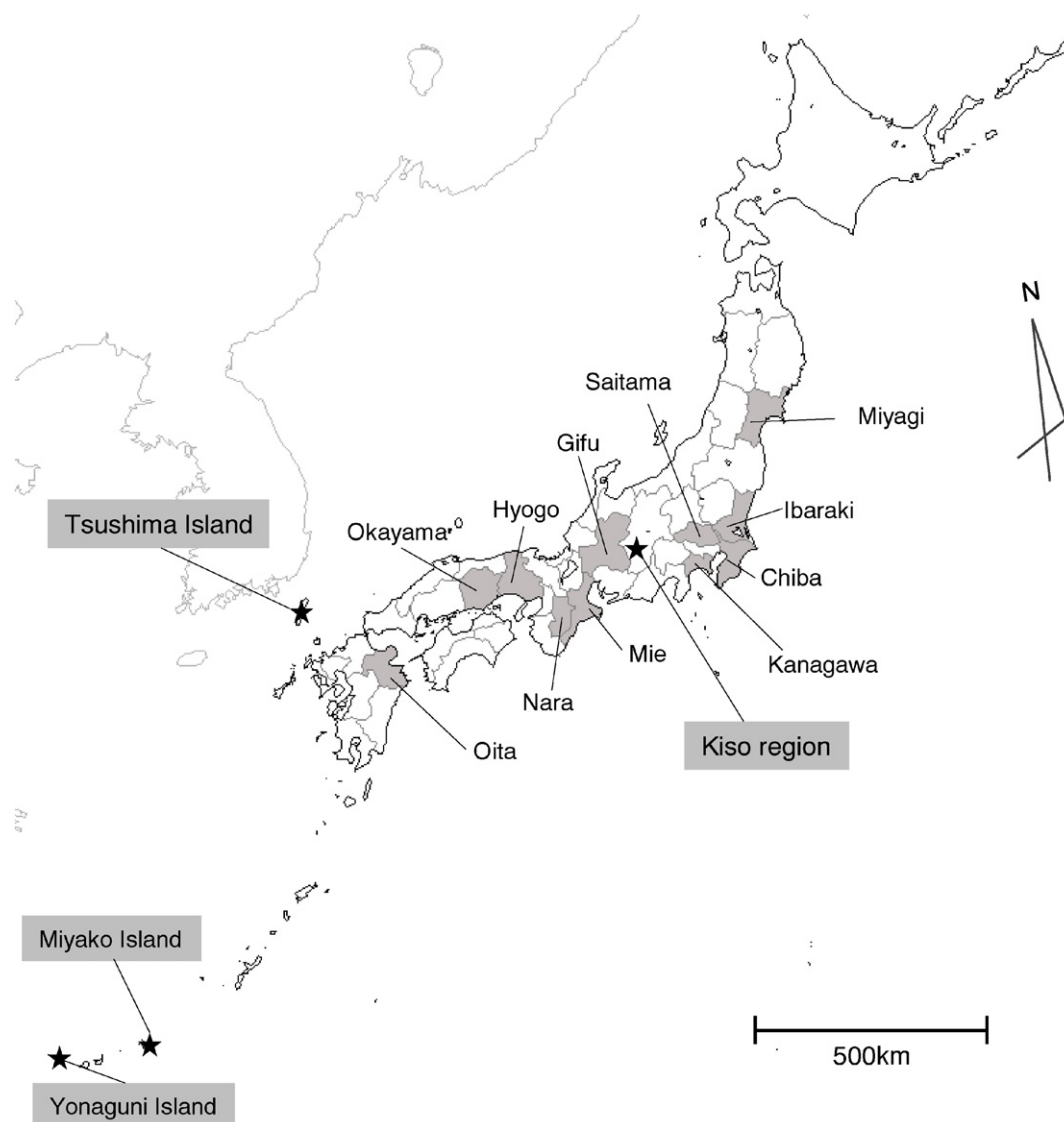 N
Saitama
Miyagi
Gifu
Hyogo
Ibaraki
Tsushima Island
Okayama
Chiba
Mie
Kanagawa
Nara
Kiso region
Oita
Miyako Island
500km
Yonaguni Island